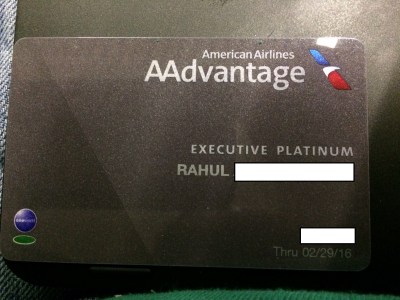 American Airlines
AAdvantage
EXECUTIVE PLATINUM
RAHUL
Thru 02/29/16